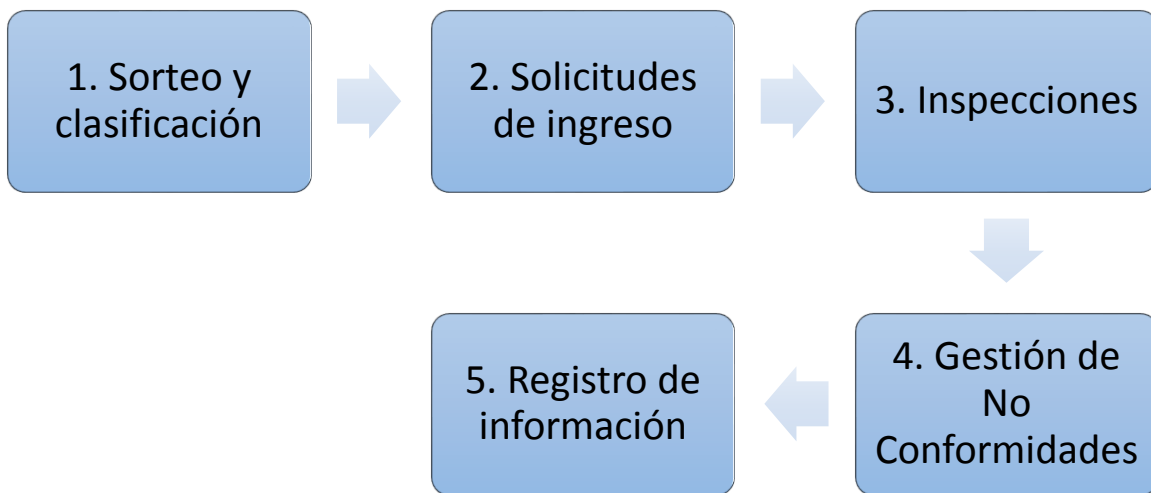 1. Sorteo y
clasificación
2. Solicitudes
de ingreso
3. Inspecciones
4. Gestión de
No
Conformidades
5. Registro de
información